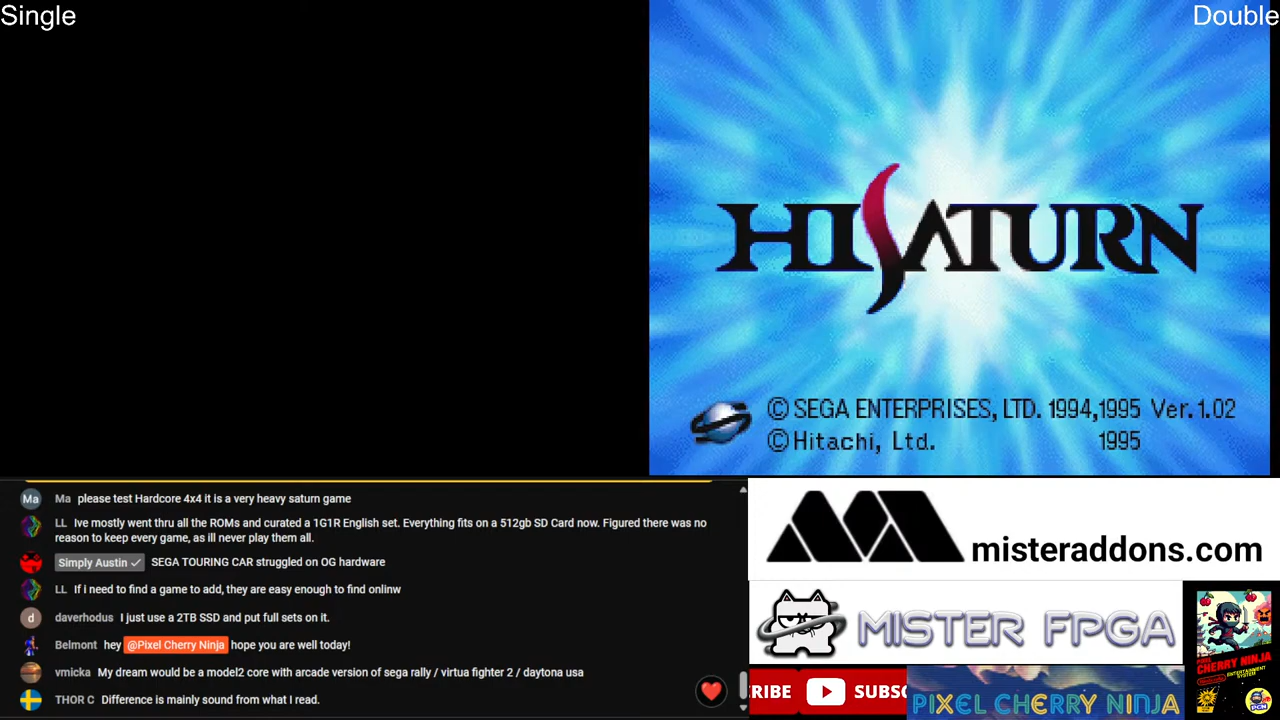 Single
Double
HISATURN
© SEGA ENTERPRISES, LTD. 1994,1995 Ver. 1.02
© Hitachi, Ltd. 1995
Ma Ma please test Hardcore 4x4 it is a very heavy saturn game
LL Ive mostly went thru all the ROMs and curated a 1G1R English set. Everything fits on a 512gb SD Card now. Figured there was no
reason to keep every game, as ill never play them all.
Simply Austin ✓ SEGA TOURING CAR struggled on OG hardware
LL If i need to find a game to add, they are easy enough to find onlinw
d daverhodus I just use a 2TB SSD and put full sets on it.
Belmont hey @Pixel Cherry Ninja hope you are well today!
vmicka My dream would be a model2 core with arcade version of sega rally / virtua fighter 2 / daytona usa
THOR C Difference is mainly sound from what I read.
misteraddons.com
MISTER FPGA
RIBE SUBSC
PIXEL CHERRY NINJA
CHERRY NINJA